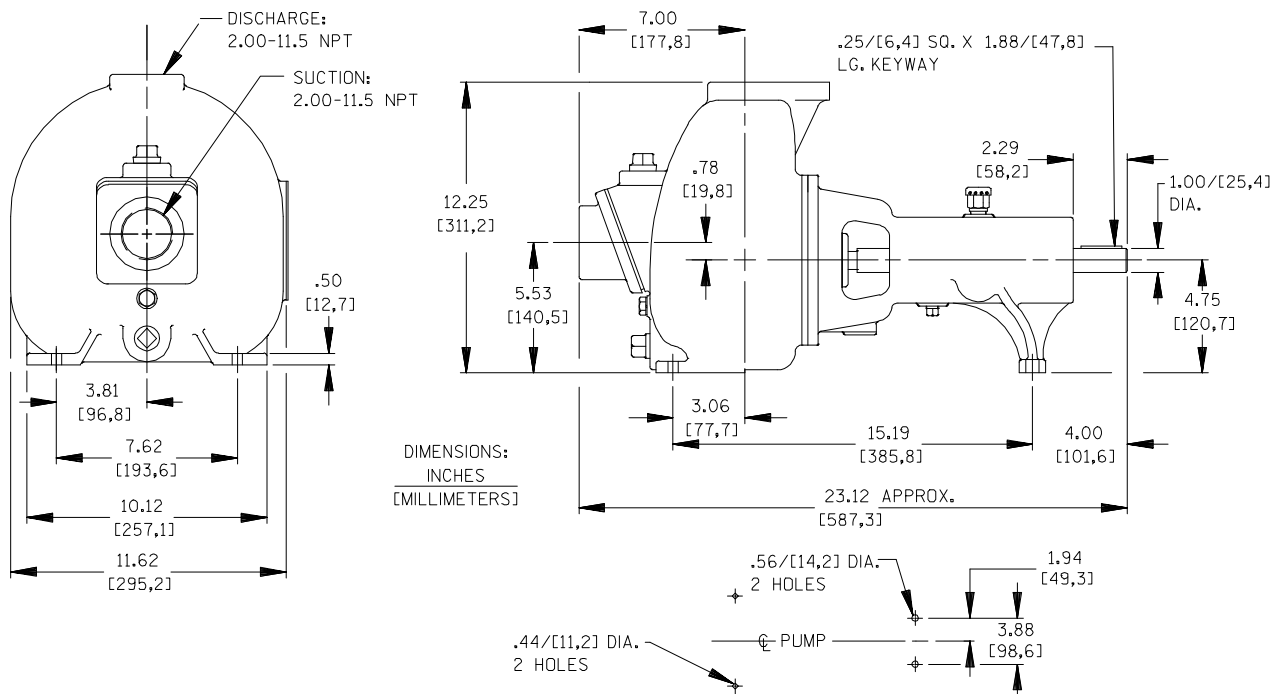 DISCHARGE:
2.00-11.5 NPT
SUCTION:
2.00-11.5 NPT
.50
[12,7]
3.81
[96,8]
7.62
[193,6]
10.12
[257,1]
11.62
[295,2]
7.00
[177,8]
.25/[6,4] SQ. X 1.88/[47,8]
LG. KEYWAY
2.29
[58,2]
1.00/[25,4]
DIA.
.78
[19,8]
12.25
[311,2]
5.53
[140,5]
4.75
[120,7]
3.06
[77,7]
15.19
[385,8]
4.00
[101,6]
23.12 APPROX.
[587,3]
DIMENSIONS:
INCHES
[MILLIMETERS]
.56/[14,2] DIA.
2 HOLES
1.94
[49,3]
℄ PUMP
3.88
[98,6]
.44/[11,2] DIA.
2 HOLES